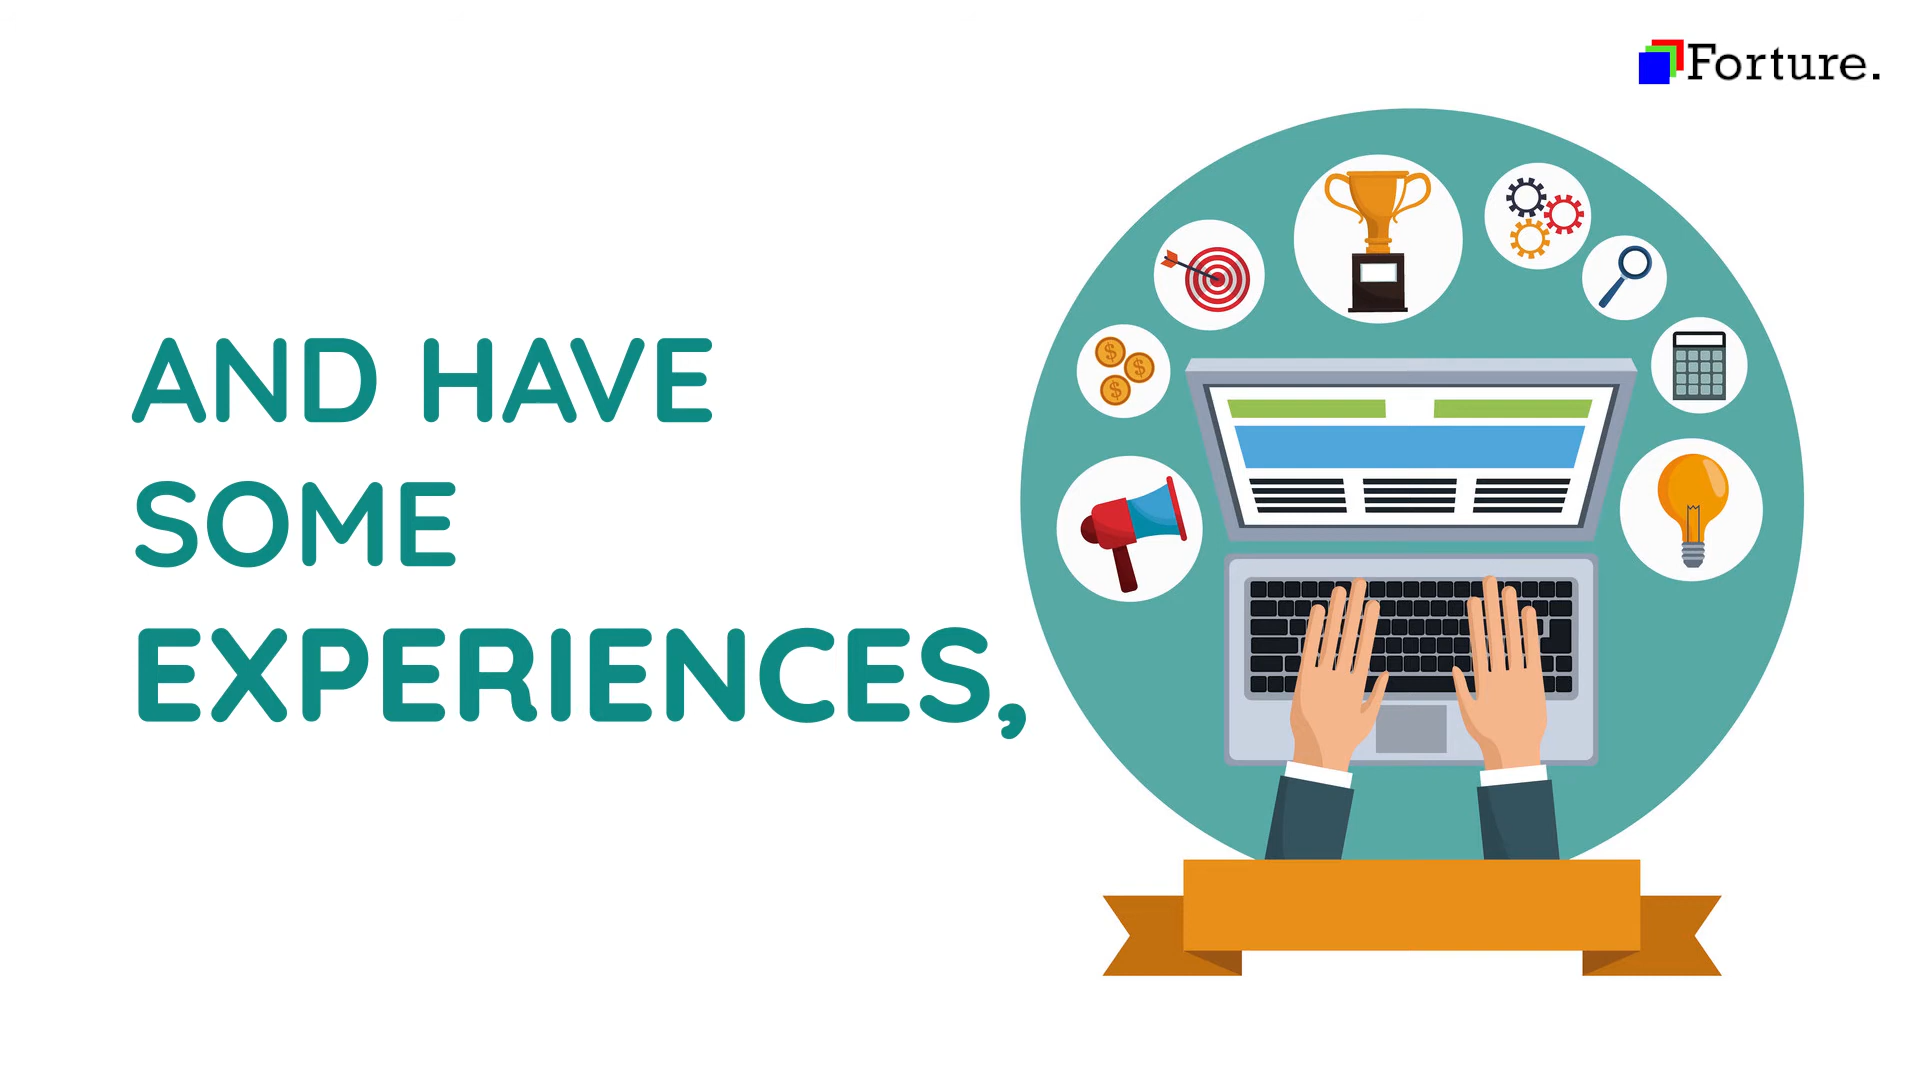 Forture.
AND HAVE
SOME
EXPERIENCES,
$
$
$